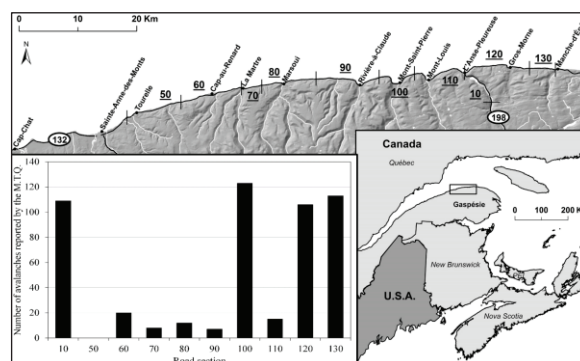 0 10 20 Km
N
Cap-Chat
132
Sainte-Anne-des-Monts
Tourelle
50
60
Cap-au-Renard
La Martre
70
80
Marsoui
90
Rivière-à-Claude
Mont-Saint-Pierre
100
Mont-Louis
110
L'Anse-Pleureuse
10
198
120
Gros-Morne
130
Manche-d'É
Number of avalanches reported by the M.T.Q.
140
120
100
80
60
40
20
0
10 50 60 70 80 90 100 110 120 130
Road section
Canada
Québec
Gaspésie
0 100 200 K
New Brunswick
U.S.A.
Nova Scotia